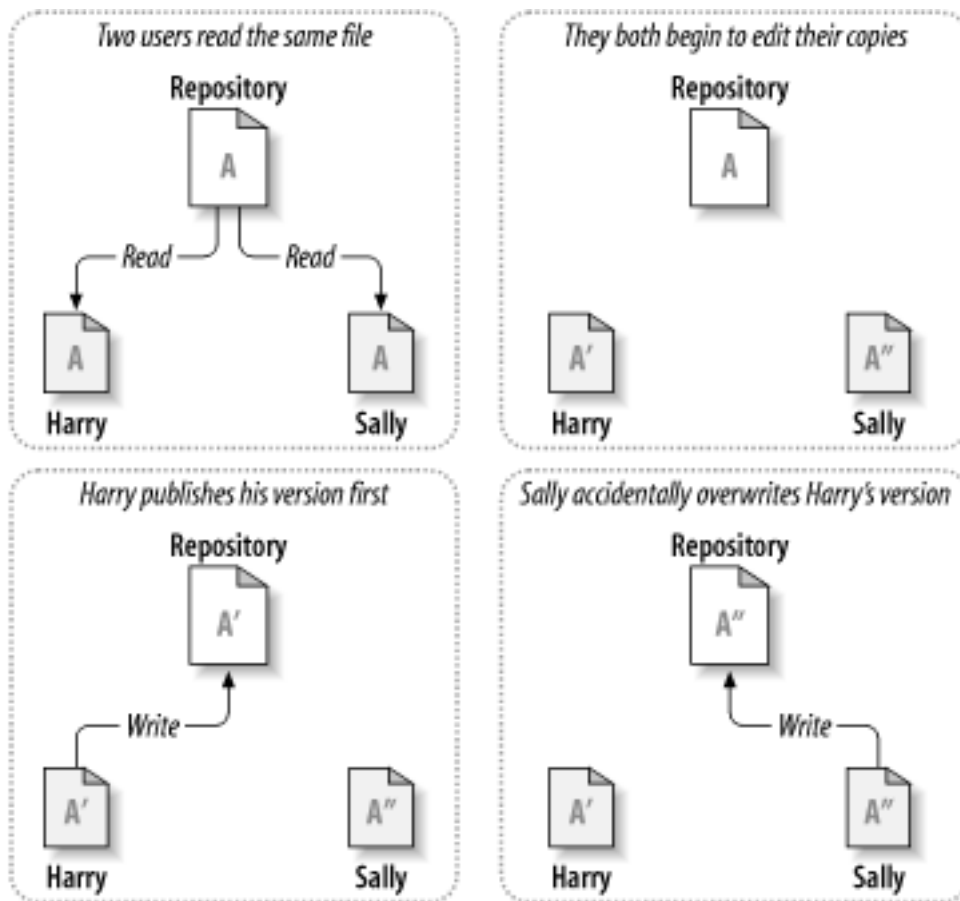 Two users read the same file
Repository
A
Read Read
A A
Harry Sally
They both begin to edit their copies
Repository
A
A′ A″
Harry Sally
Harry publishes his version first
Repository
A′
Write
A′ A″
Harry Sally
Sally accidentally overwrites Harry’s version
Repository
A″
Write
A′ A″
Harry Sally